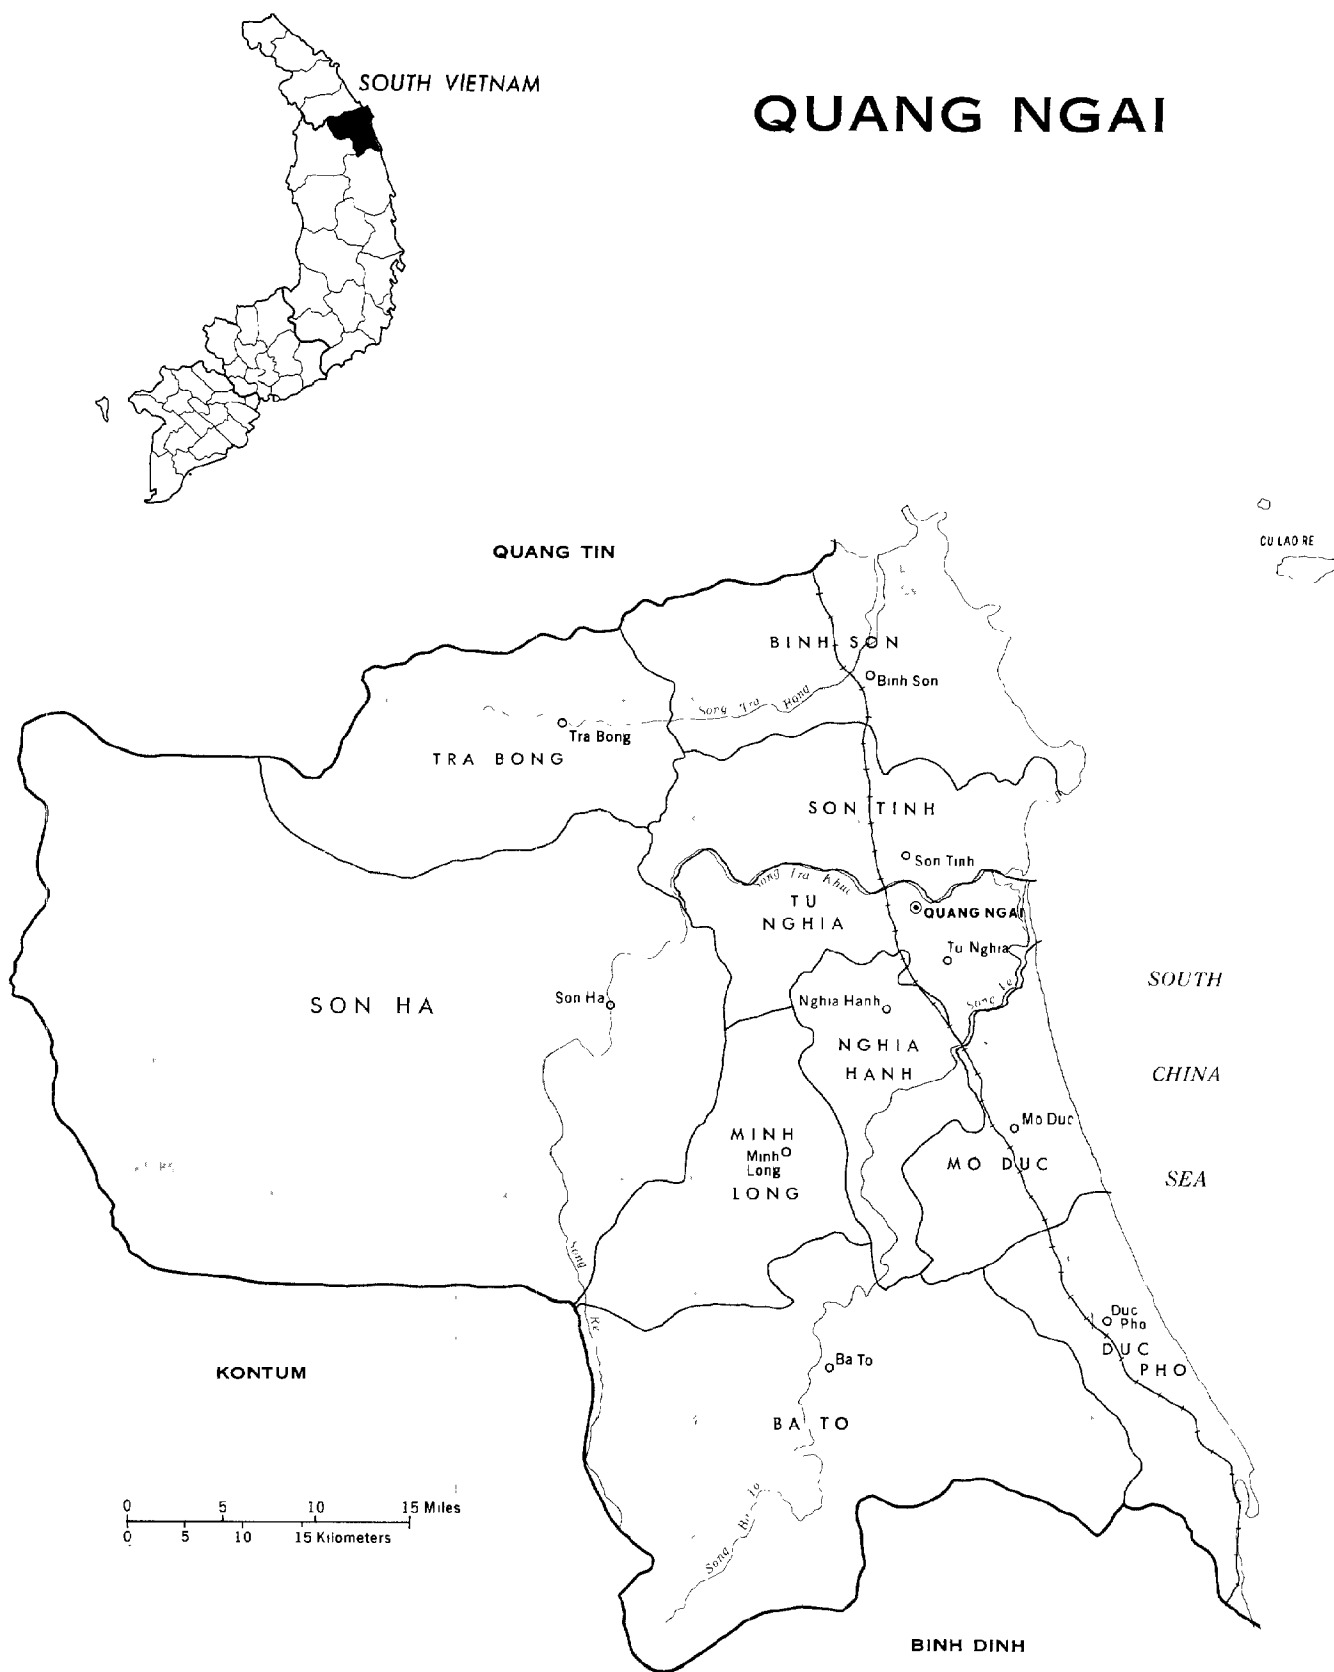 SOUTH VIETNAM
QUANG NGAI
CU LAO RE
QUANG TIN
BINH SON
Binh Son
Song Tra Bong
Tra Bong
TRA BONG
SON TINH
Son Tinh
Song Tra Khuc
TU
NGHIA
QUANG NGAI
Tu Nghia
SON HA
Son Ha
Nghia Hanh
Song Ve
NGHIA
HANH
SOUTH
CHINA
SEA
Mo Duc
MINH
Minh
Long
LONG
MO DUC
Song Re
Duc
Pho
DUC
PHO
KONTUM
Ba To
BA TO
Song Ba To
0 5 10 15 Miles
0 5 10 15 Kilometers
BINH DINH